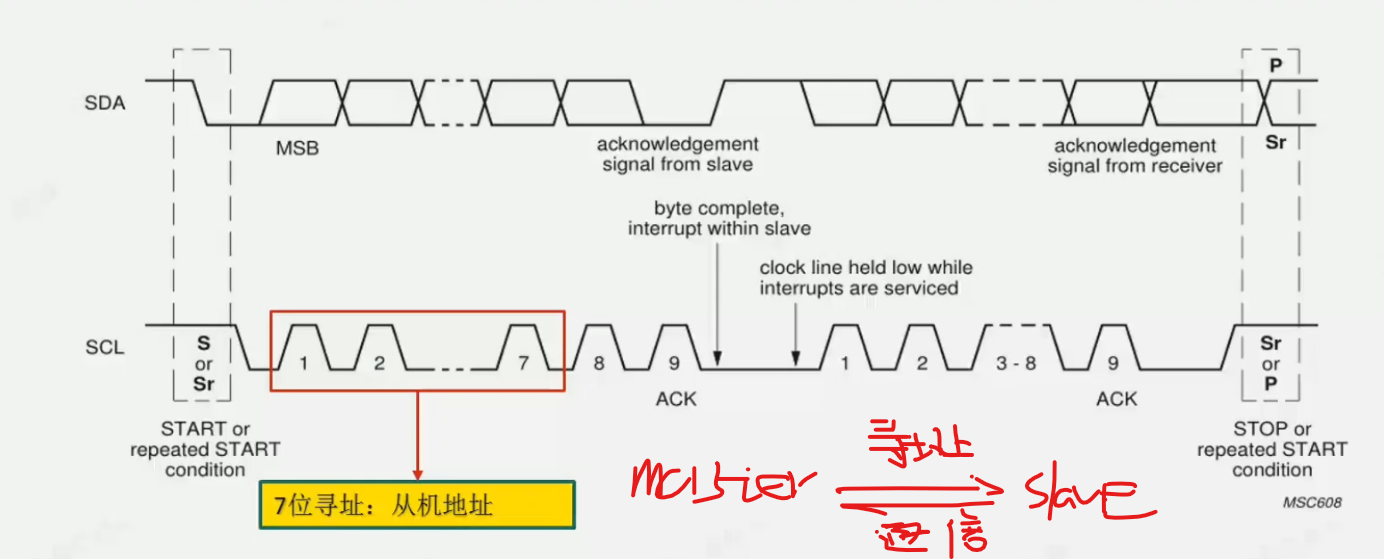 P
SDA
MSB
acknowledgement
signal from slave
acknowledgement
signal from receiver
Sr
byte complete,
interrupt within slave
clock line held low while
interrupts are serviced
SCL
S
or
Sr
1
2
7
8
9
1
2
3 - 8
9
Sr
or
P
ACK
ACK
START or
repeated START
condition
STOP or
repeated START
condition
7位寻址：从机地址
寻址
master
slave
通信
MSC608